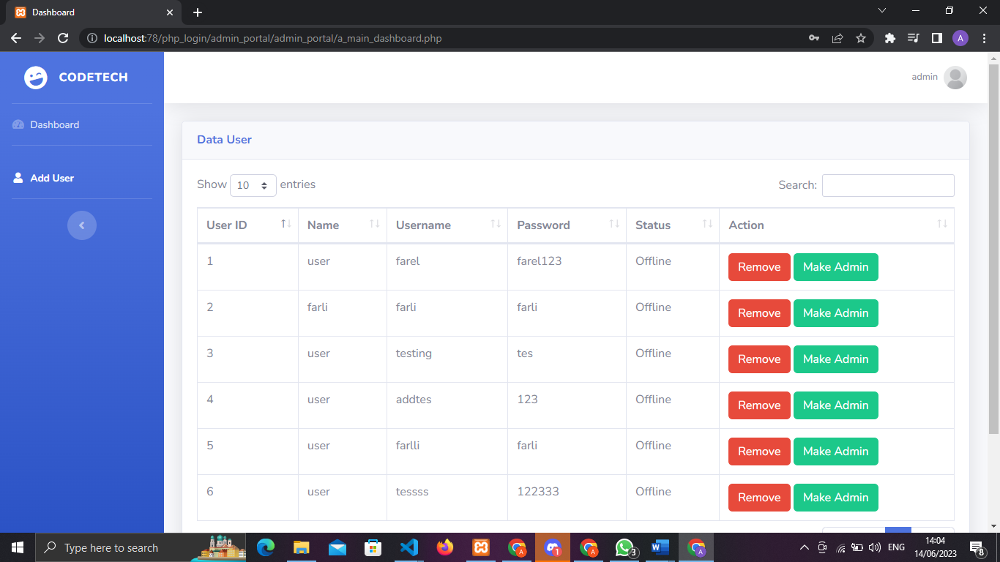 Dashboard
localhost:78/php_login/admin_portal/admin_portal/a_main_dashboard.php
A
CODETECH
admin
Dashboard
Add User
Data User
Show 10 entries
Search:
User ID Name Username Password Status Action
1 user farel farel123 Offline Remove Make Admin
2 farli farli farli Offline Remove Make Admin
3 user testing tes Offline Remove Make Admin
4 user addtes 123 Offline Remove Make Admin
5 user farlli farli Offline Remove Make Admin
6 user tessss 122333 Offline Remove Make Admin
Type here to search
A
1
A
3
W
A
ENG
14:04
14/06/2023
8